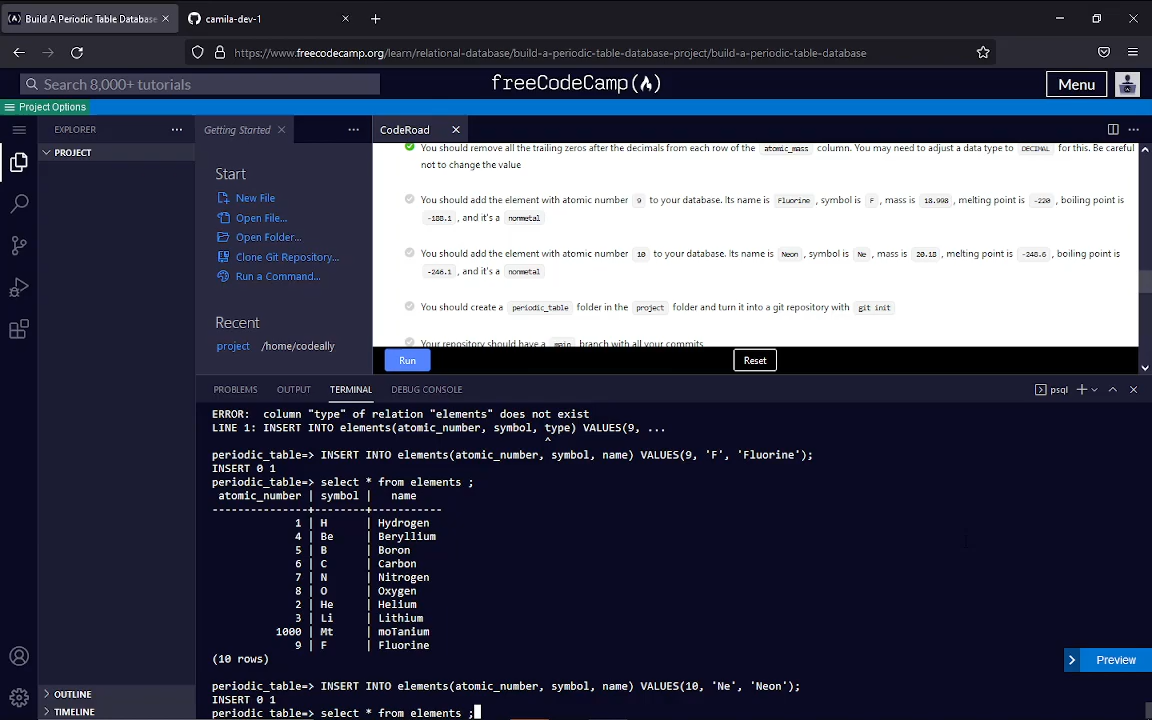 Build A Periodic Table Database
camila-dev-1
https://www.freecodecamp.org/learn/relational-database/build-a-periodic-table-database-project/build-a-periodic-table-database
Search 8,000+ tutorials
freeCodeCamp
Menu
Project Options
EXPLORER
Getting Started
CodeRoad
PROJECT
You should remove all the trailing zeros after the decimals from each row of the atomic_mass column. You may need to adjust a data type to DECIMAL for this. Be careful
not to change the value
Start
New File
Open File...
Open Folder...
Clone Git Repository...
Run a Command...
You should add the element with atomic number 9 to your database. Its name is Fluorine , symbol is F , mass is 18.998 , melting point is -220 , boiling point is
-188.1 , and it's a nonmetal
You should add the element with atomic number 10 to your database. Its name is Neon , symbol is Ne , mass is 20.18 , melting point is -248.6 , boiling point is
-246.1 , and it's a nonmetal
You should create a periodic_table folder in the project folder and turn it into a git repository with git init
Recent
project /home/codeally
Your repository should have a main branch with all your commits
Run
Reset
PROBLEMS
OUTPUT
TERMINAL
DEBUG CONSOLE
psql
ERROR: column "type" of relation "elements" does not exist
LINE 1: INSERT INTO elements(atomic_number, symbol, type) VALUES(9, ...
^
periodic_table=> INSERT INTO elements(atomic_number, symbol, name) VALUES(9, 'F', 'Fluorine');
INSERT 0 1
periodic_table=> select * from elements ;
atomic_number | symbol | name
---------------+--------+-----------
1 | H | Hydrogen
4 | Be | Beryllium
5 | B | Boron
6 | C | Carbon
7 | N | Nitrogen
8 | O | Oxygen
2 | He | Helium
3 | Li | Lithium
1000 | Mt | moTanium
9 | F | Fluorine
(10 rows)
periodic_table=> INSERT INTO elements(atomic_number, symbol, name) VALUES(10, 'Ne', 'Neon');
INSERT 0 1
periodic_table=> select * from elements ;
Preview
OUTLINE
TIMELINE